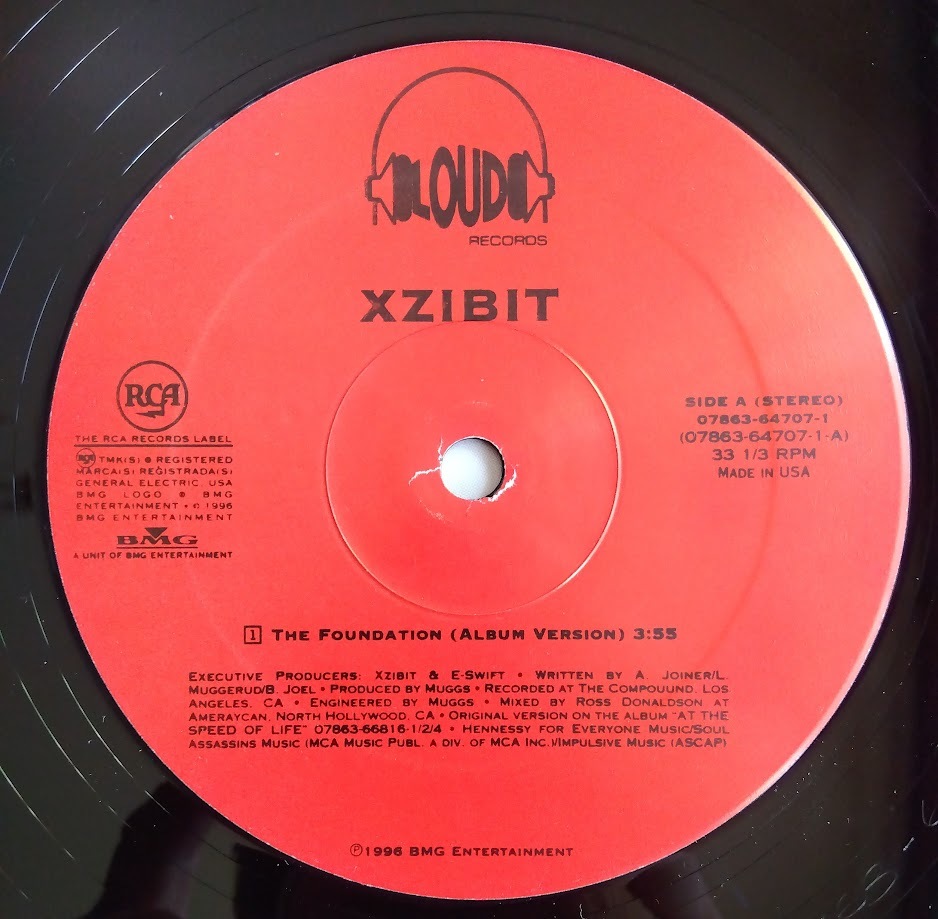 LOUD
RECORDS
XZIBIT
RCA
THE RCA RECORDS LABEL
RCA TMK(S) ® REGISTERED
MARCA(S) REGISTRADA(S)
GENERAL ELECTRIC, USA
BMG LOGO ® BMG
ENTERTAINMENT • © 1996
BMG ENTERTAINMENT
BMG
A UNIT OF BMG ENTERTAINMENT
SIDE A (STEREO)
07863-64707-1
(07863-64707-1-A)
33 1/3 RPM
MADE IN USA
1 THE FOUNDATION (ALBUM VERSION) 3:55
EXECUTIVE PRODUCERS: XZIBIT & E-SWIFT • WRITTEN BY A. JOINER/L.
MUGGERUD/B. JOEL • PRODUCED BY MUGGS • RECORDED AT THE COMPOUUND, LOS
ANGELES, CA • ENGINEERED BY MUGGS • MIXED BY ROSS DONALDSON AT
AMERAYCAN, NORTH HOLLYWOOD, CA • ORIGINAL VERSION ON THE ALBUM "AT THE
SPEED OF LIFE" 07863-66816-1/2/4 • HENNESSY FOR EVERYONE MUSIC/SOUL
ASSASSINS MUSIC (MCA MUSIC PUBL. A DIV. OF MCA INC.)/IMPULSIVE MUSIC (ASCAP)
℗1996 BMG ENTERTAINMENT